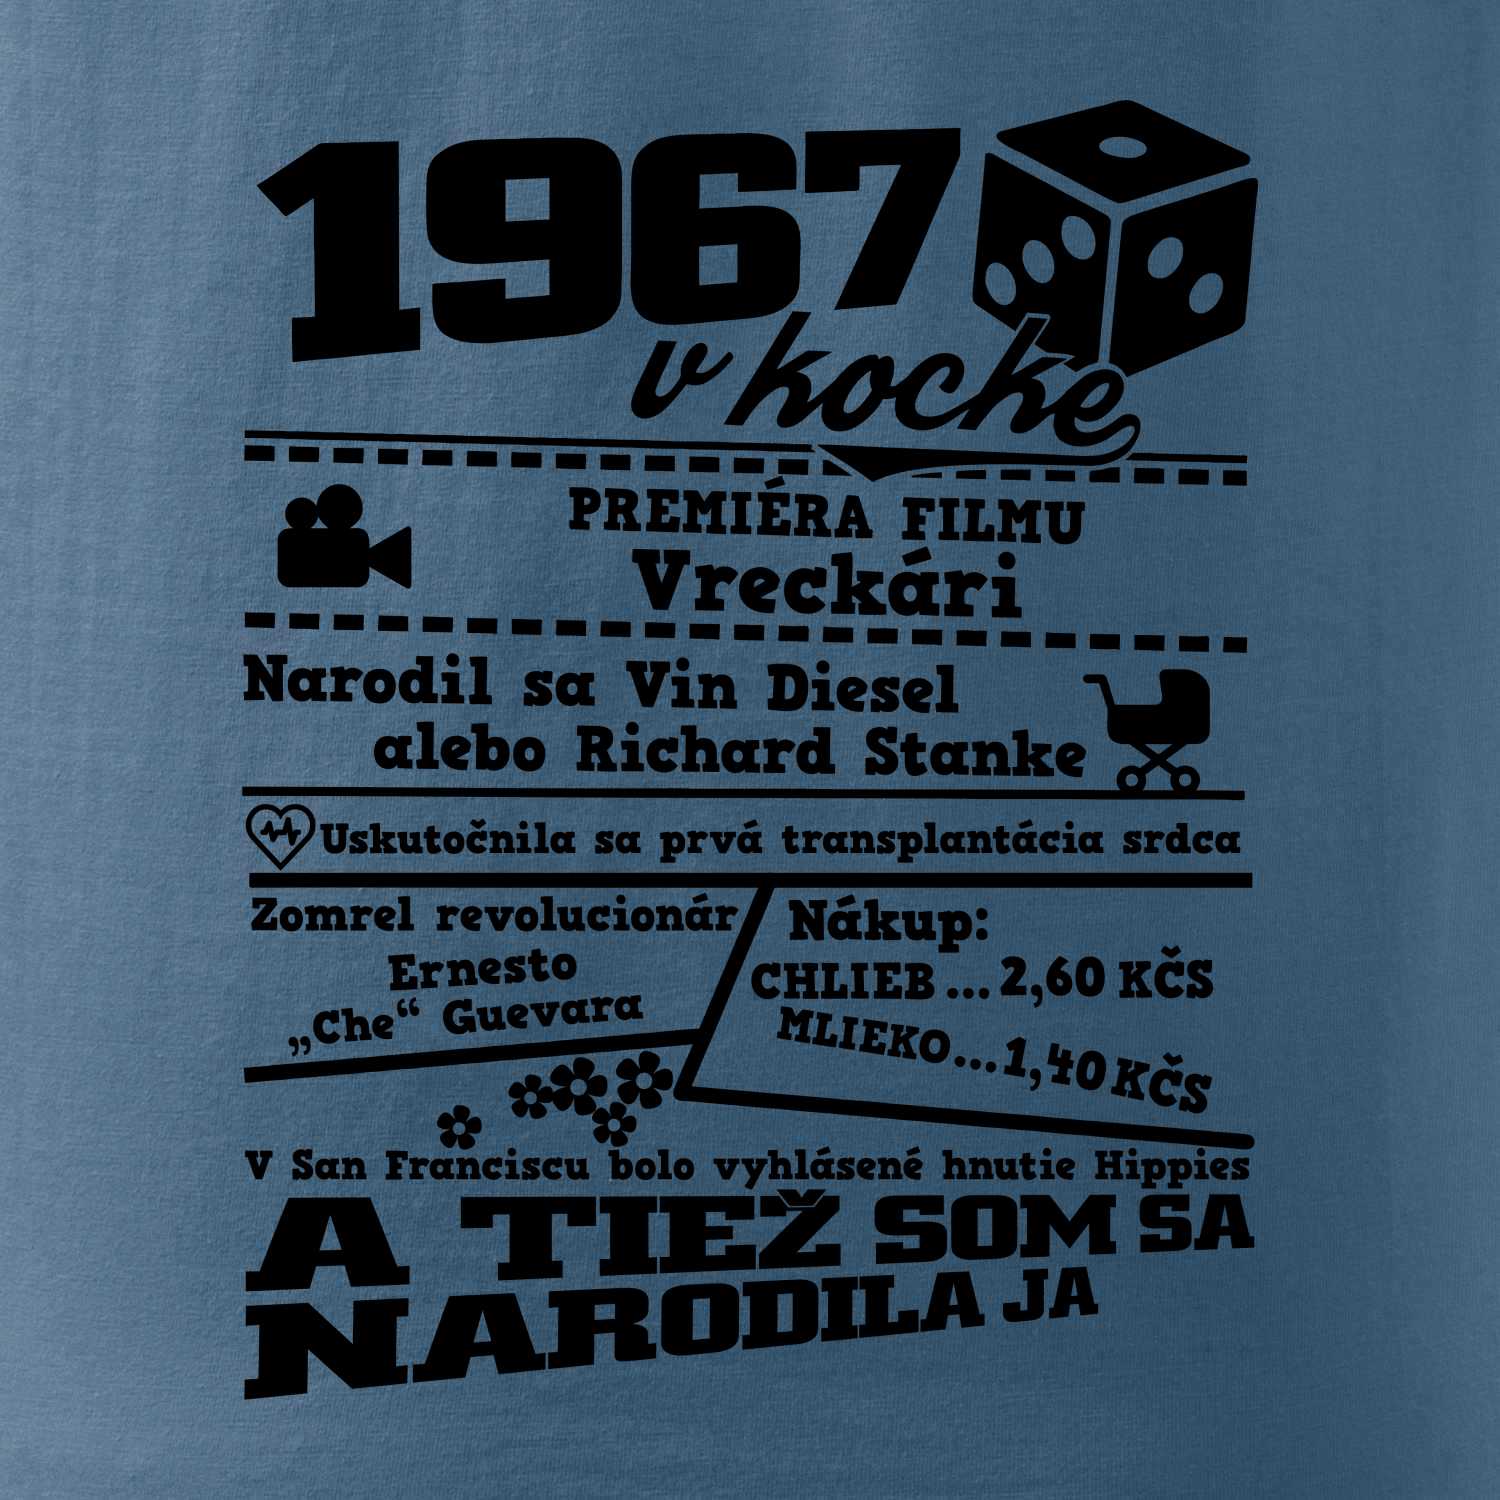 1967
v kocke
PREMIÉRA FILMU
Vreckári
Narodil sa Vin Diesel
alebo Richard Stanke
Uskutočnila sa prvá transplantácia srdca
Zomrel revolucionár
Ernesto
„Che“ Guevara
Nákup:
CHLIEB ...2,60 KČS
MLIEKO...1,40 KČS
V San Franciscu bolo vyhlásené hnutie Hippies
A TIEŽ SOM SA
NARODILA JA